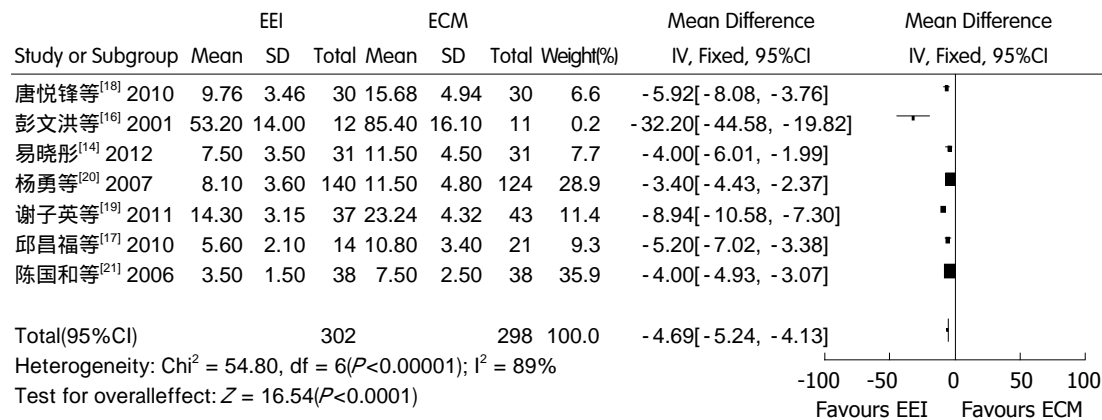 EEI ECM Mean Difference Mean Difference
Study or Subgroup Mean SD Total Mean SD Total Weight(%) IV, Fixed, 95%CI IV, Fixed, 95%CI
唐悦锋等[18] 2010 9.76 3.46 30 15.68 4.94 30 6.6 -5.92[-8.08, -3.76]
彭文洪等[16] 2001 53.20 14.00 12 85.40 16.10 11 0.2 -32.20[-44.58, -19.82]
易晓彤[14] 2012 7.50 3.50 31 11.50 4.50 31 7.7 -4.00[-6.01, -1.99]
杨勇等[20] 2007 8.10 3.60 140 11.50 4.80 124 28.9 -3.40[-4.43, -2.37]
谢子英等[19] 2011 14.30 3.15 37 23.24 4.32 43 11.4 -8.94[-10.58, -7.30]
邱昌福等[17] 2010 5.60 2.10 14 10.80 3.40 21 9.3 -5.20[-7.02, -3.38]
陈国和等[21] 2006 3.50 1.50 38 7.50 2.50 38 35.9 -4.00[-4.93, -3.07]
Total(95%CI) 302 298 100.0 -4.69[-5.24, -4.13]
Heterogeneity: Chi² = 54.80, df = 6(P<0.00001); I² = 89%
Test for overalleffect: Z = 16.54(P<0.0001)
-100 -50 0 50 100
Favours EEI Favours ECM